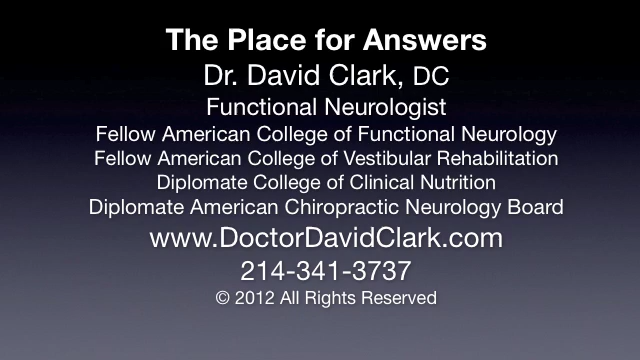 The Place for Answers
Dr. David Clark, DC
Functional Neurologist
Fellow American College of Functional Neurology
Fellow American College of Vestibular Rehabilitation
Diplomate College of Clinical Nutrition
Diplomate American Chiropractic Neurology Board
www.DoctorDavidClark.com
214-341-3737
© 2012 All Rights Reserved